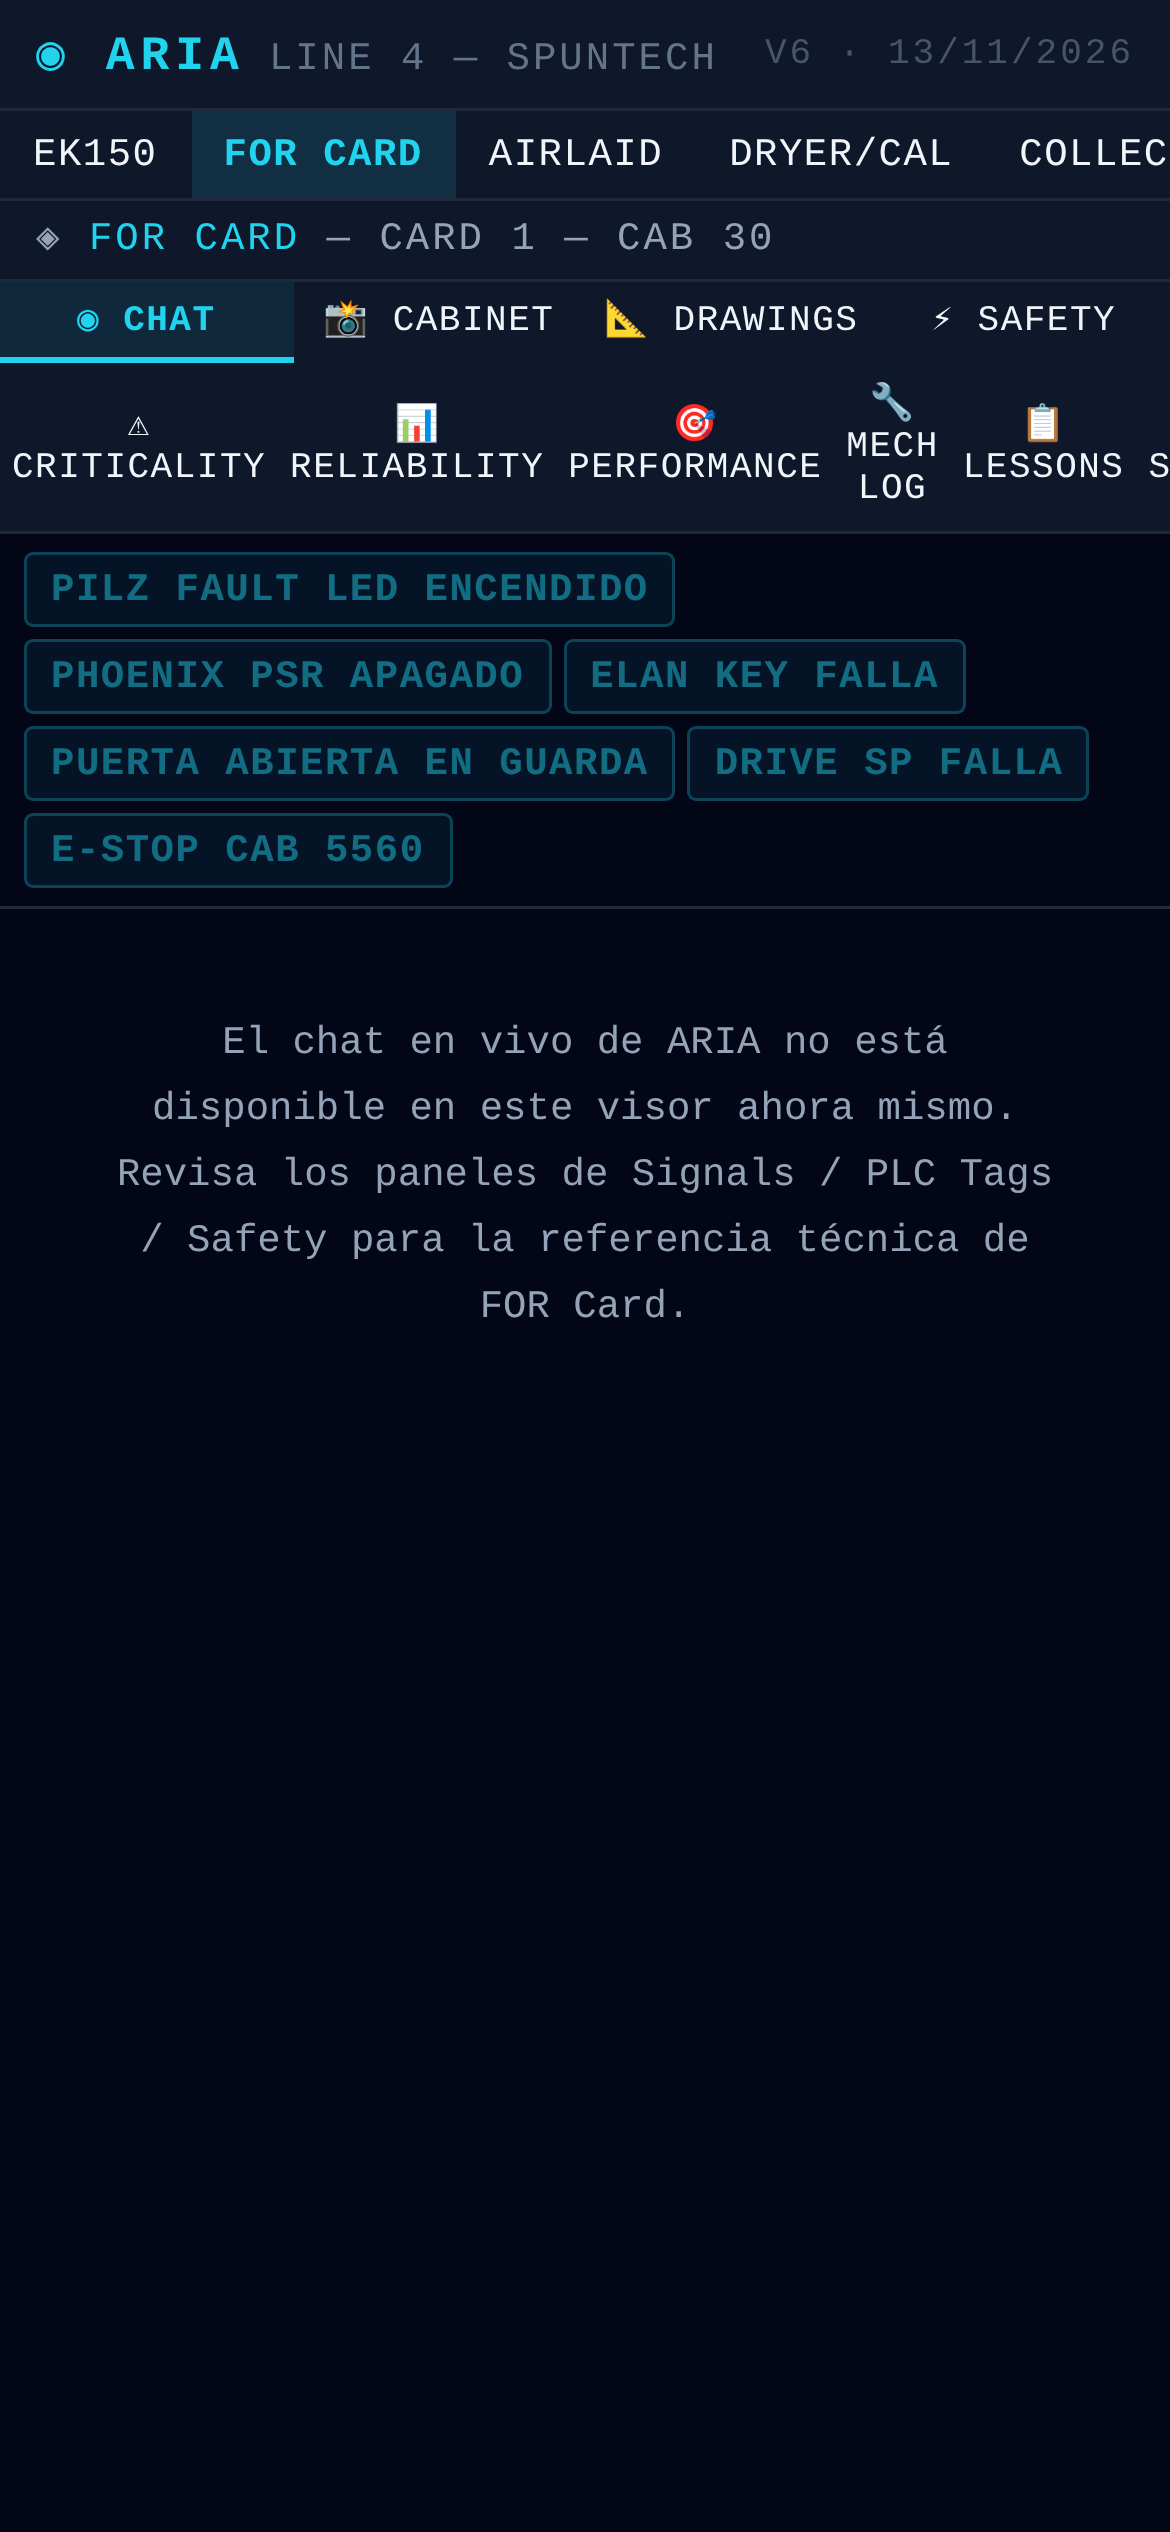 ◉ ARIA LINE 4 — SPUNTECH V6 · 13/11/2026
EK150 FOR CARD AIRLAID DRYER/CAL COLLEC
◈ FOR CARD — CARD 1 — CAB 30
◉ CHAT 📸 CABINET 📐 DRAWINGS ⚡ SAFETY
⚠ CRITICALITY 📊 RELIABILITY 🎯 PERFORMANCE 🔧 MECH LOG 📋 LESSONS S
PILZ FAULT LED ENCENDIDO
PHOENIX PSR APAGADO ELAN KEY FALLA
PUERTA ABIERTA EN GUARDA DRIVE SP FALLA
E-STOP CAB 5560
El chat en vivo de ARIA no está
disponible en este visor ahora mismo.
Revisa los paneles de Signals / PLC Tags
/ Safety para la referencia técnica de
FOR Card.